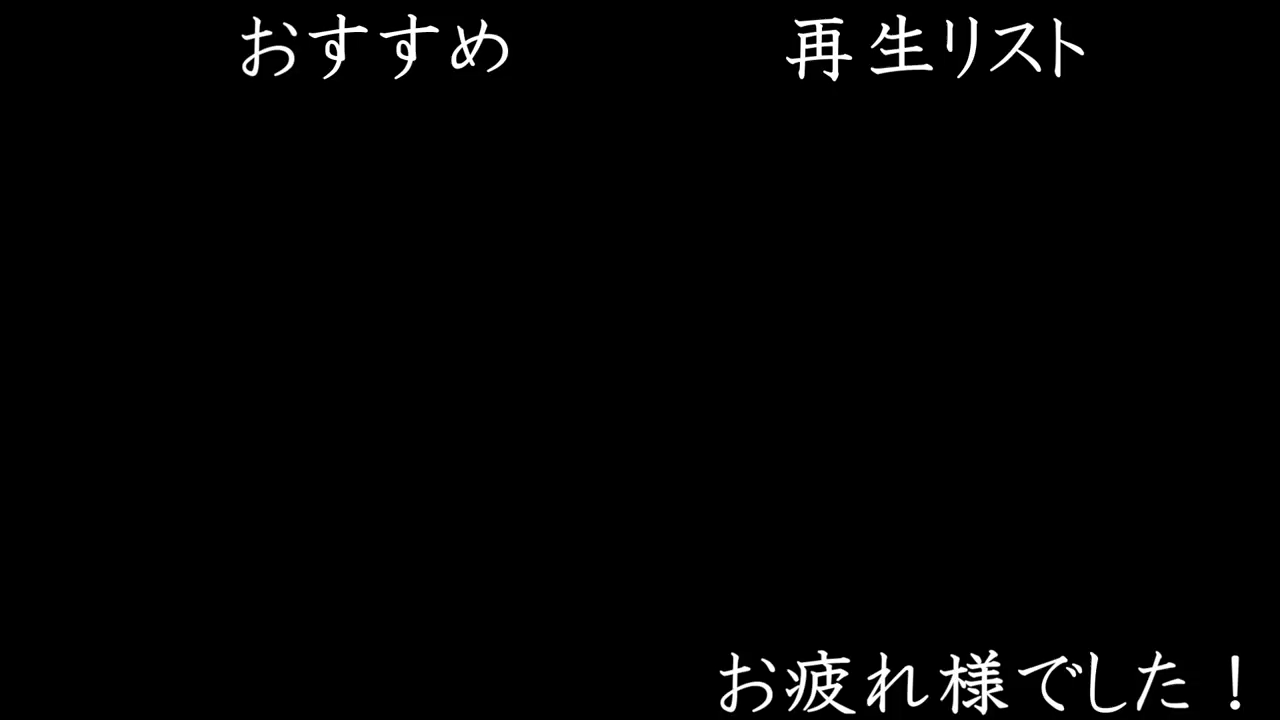 おすすめ
再生リスト
お疲れ様でした！